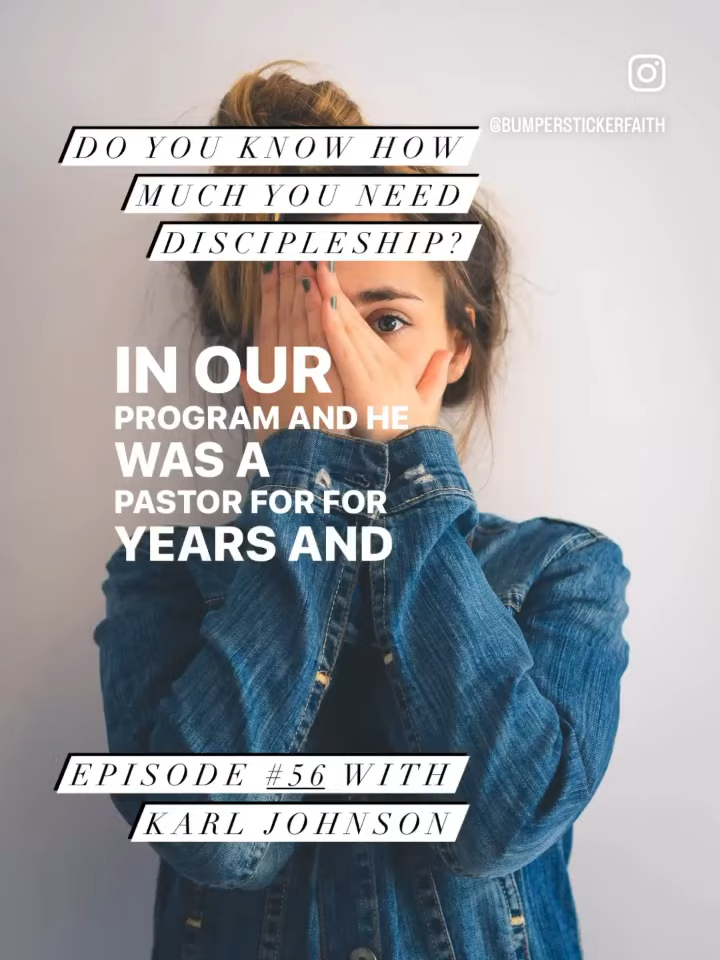 @BUMPERSTICKERFAITH
DO YOU KNOW HOW
MUCH YOU NEED
DISCIPLESHIP?
IN OUR
PROGRAM AND HE
WAS A
PASTOR FOR FOR
YEARS AND
EPISODE #56 WITH
KARL JOHNSON